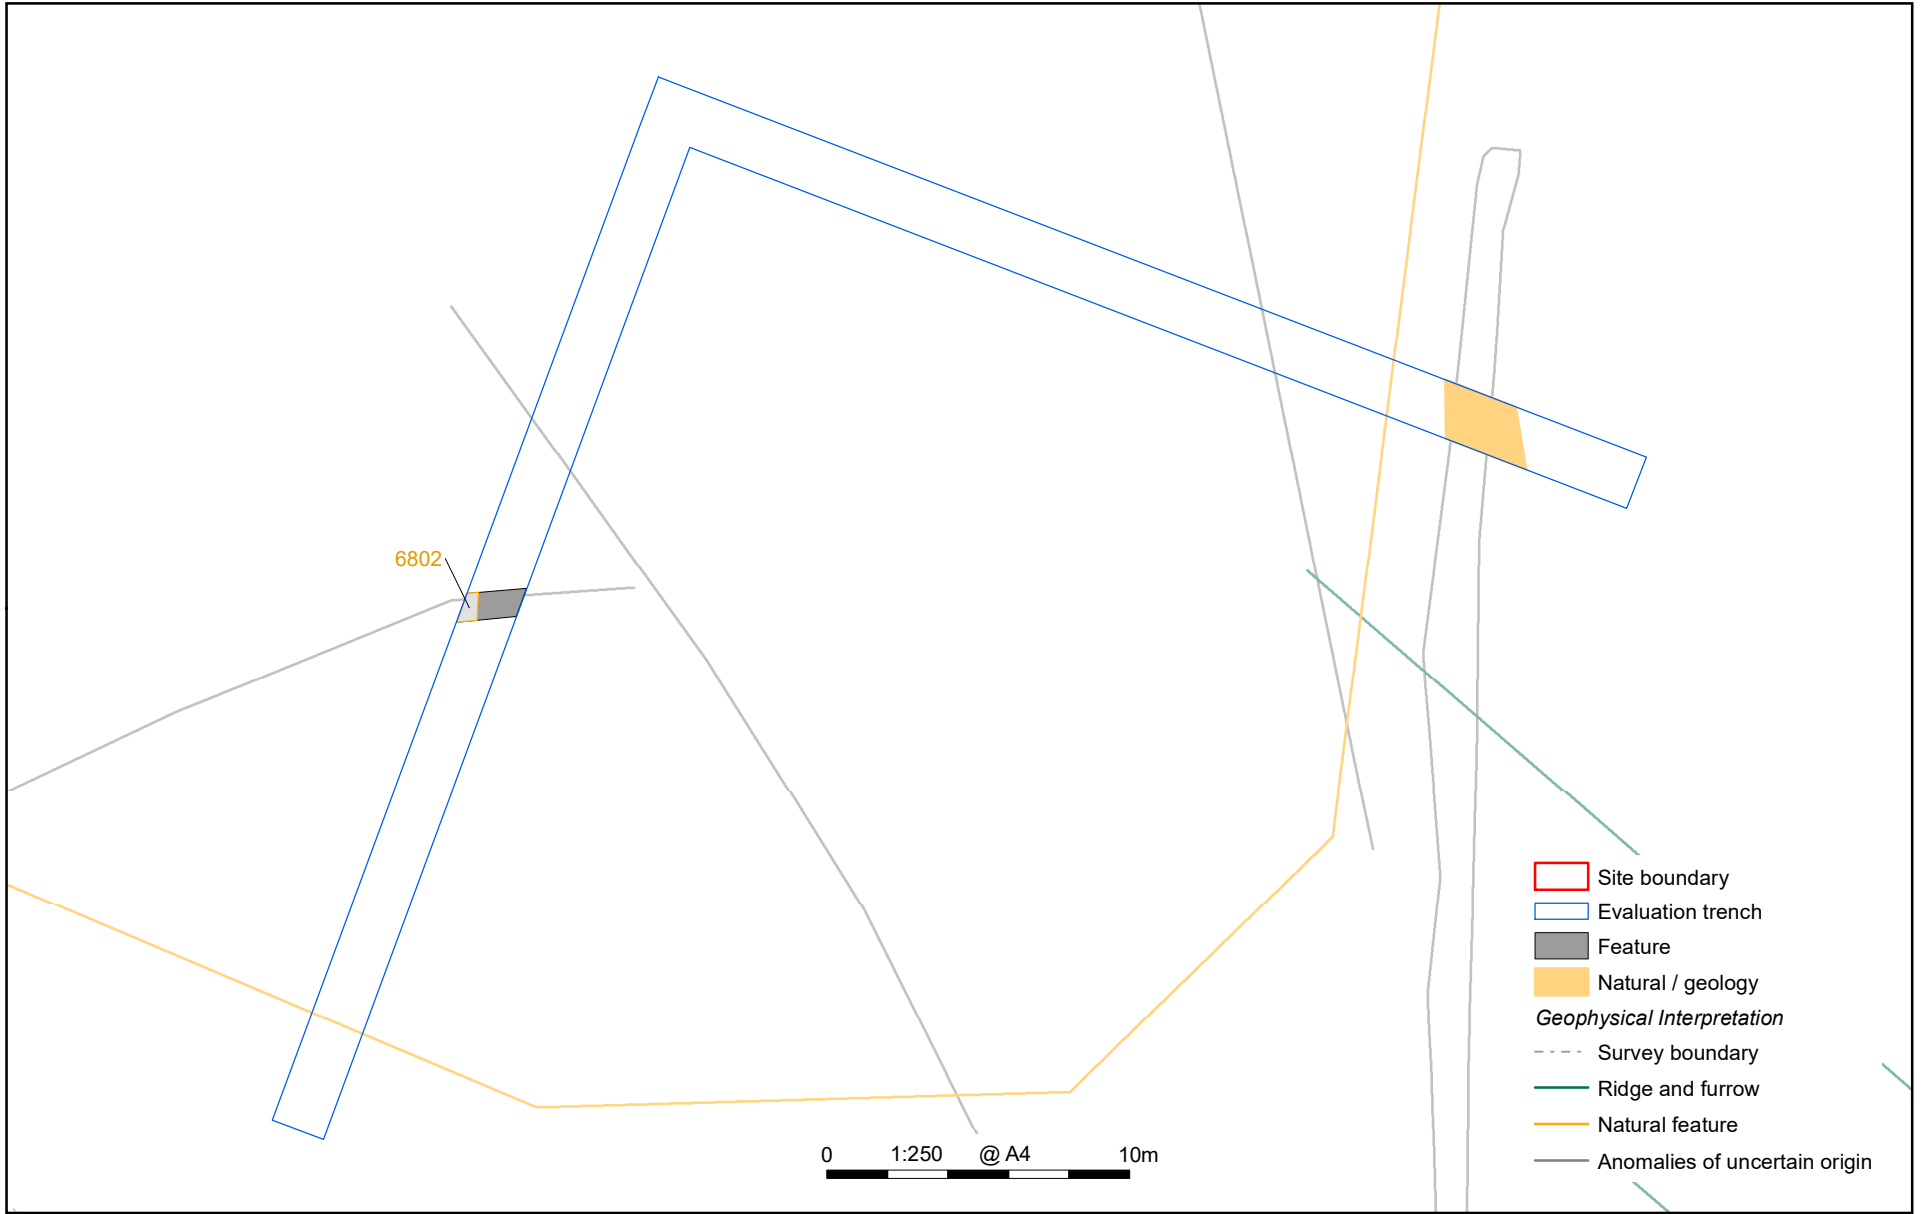 6802
0 1:250 @ A4 10m
Site boundary
Evaluation trench
Feature
Natural / geology
Geophysical Interpretation
Survey boundary
Ridge and furrow
Natural feature
Anomalies of uncertain origin